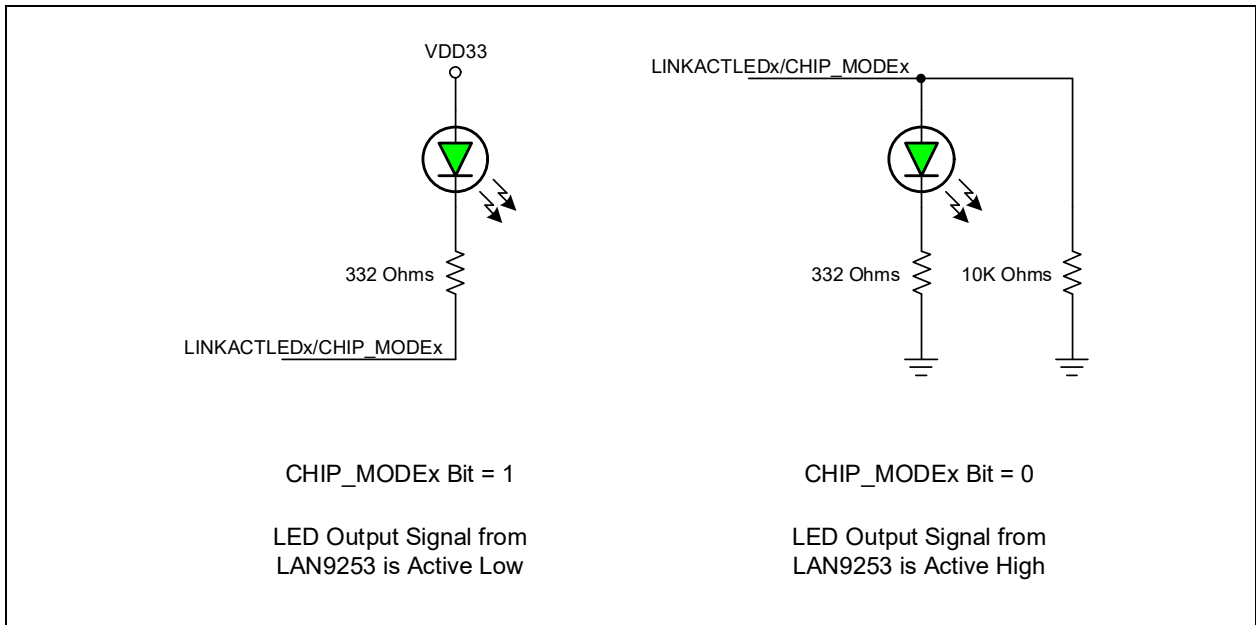 VDD33
LINKACTLEDx/CHIP_MODEx
332 Ohms
LINKACTLEDx/CHIP_MODEx
332 Ohms
10K Ohms
CHIP_MODEx Bit = 1
LED Output Signal from
LAN9253 is Active Low
CHIP_MODEx Bit = 0
LED Output Signal from
LAN9253 is Active High